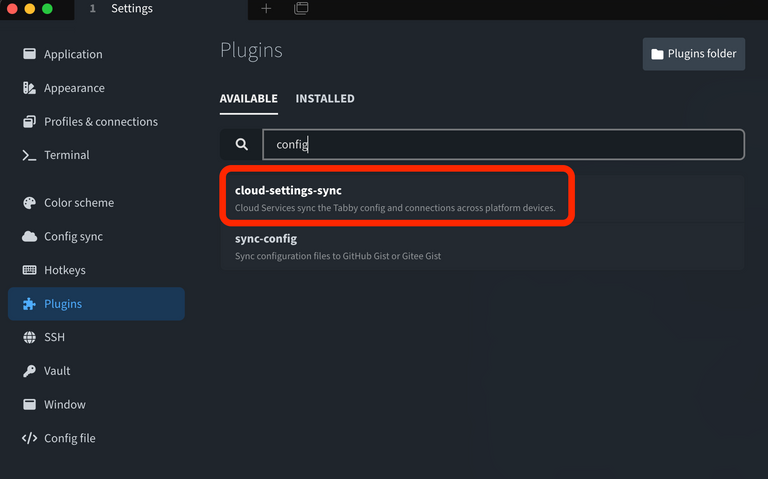 1 Settings
Application
Appearance
Profiles & connections
Terminal
Color scheme
Config sync
Hotkeys
Plugins
SSH
Vault
Window
Config file
Plugins
Plugins folder
AVAILABLE INSTALLED
config
cloud-settings-sync
Cloud Services sync the Tabby config and connections across platform devices.
sync-config
Sync configuration files to GitHub Gist or Gitee Gist